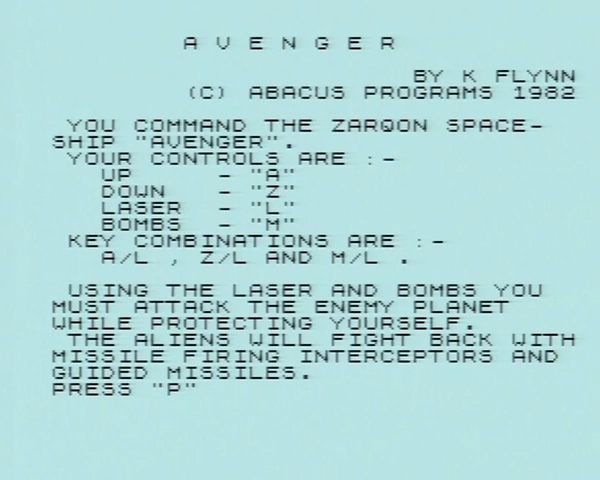 A V E N G E R
BY K FLYNN
(C) ABACUS PROGRAMS 1982
YOU COMMAND THE ZARQON SPACE-
SHIP "AVENGER".
YOUR CONTROLS ARE :-
UP - "A"
DOWN - "Z"
LASER - "L"
BOMBS - "M"
KEY COMBINATIONS ARE :-
A/L , Z/L AND M/L .
USING THE LASER AND BOMBS YOU
MUST ATTACK THE ENEMY PLANET
WHILE PROTECTING YOURSELF.
THE ALIENS WILL FIGHT BACK WITH
MISSILE FIRING INTERCEPTORS AND
GUIDED MISSILES.
PRESS "P"